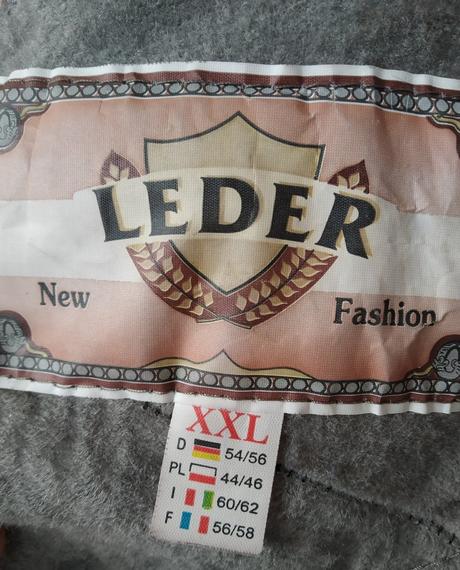 LEDER
New
Fashion
XXL
D 54/56
PL 44/46
I 60/62
F 56/58